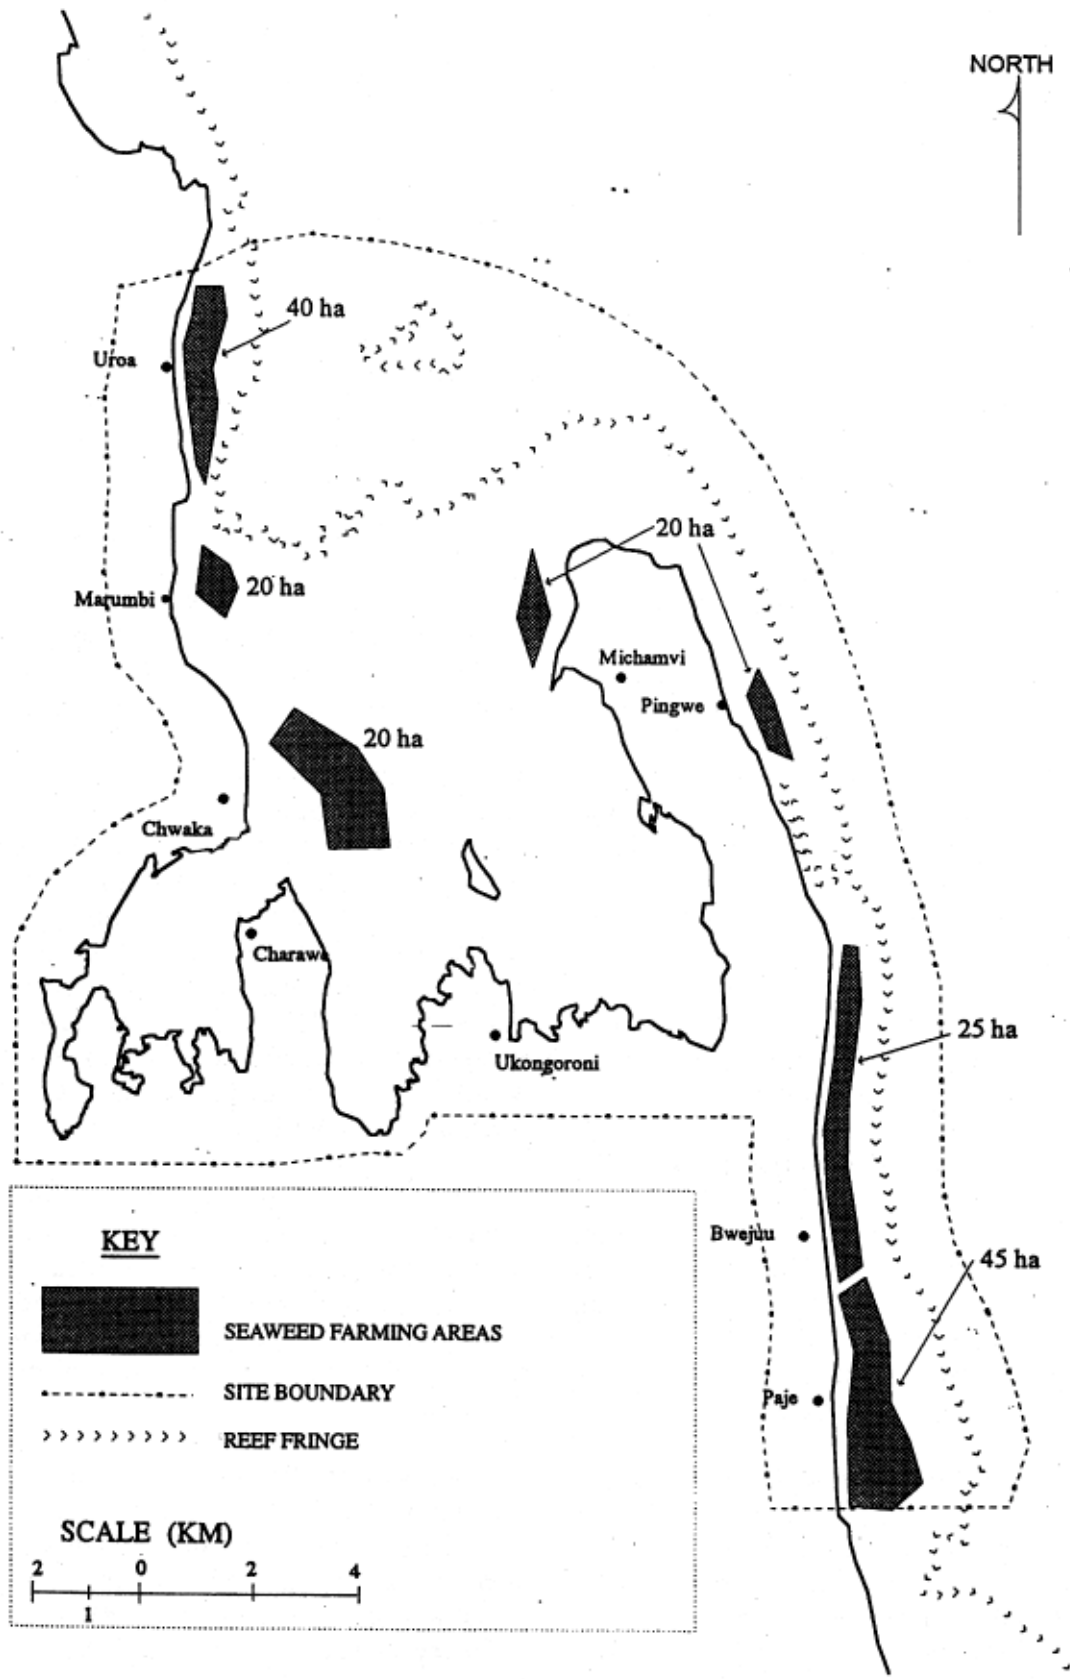 NORTH
40 ha
Uroa
20 ha
20 ha
Marumbi
Michamvi
Pingwe
20 ha
Chwaka
Charawe
25 ha
Ukongoroni
Bwejuu
45 ha
Paje
KEY
SEAWEED FARMING AREAS
SITE BOUNDARY
REEF FRINGE
SCALE (KM)
2 0 2 4
1